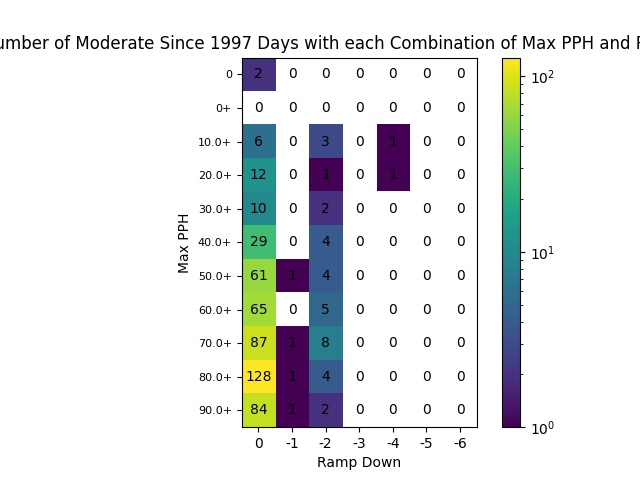 umber of Moderate Since 1997 Days with each Combination of Max PPH and
0 2 0 0 0 0 0 0
0+ 0 0 0 0 0 0 0
10.0+ 6 0 3 0 1 0 0
20.0+ 12 0 1 0 1 0 0
30.0+ 10 0 2 0 0 0 0
40.0+ 29 0 4 0 0 0 0
50.0+ 61 1 4 0 0 0 0
60.0+ 65 0 5 0 0 0 0
70.0+ 87 1 8 0 0 0 0
80.0+ 128 1 4 0 0 0 0
90.0+ 84 1 2 0 0 0 0
0 -1 -2 -3 -4 -5 -6
Ramp Down
Max PPH
10²
10¹
10⁰